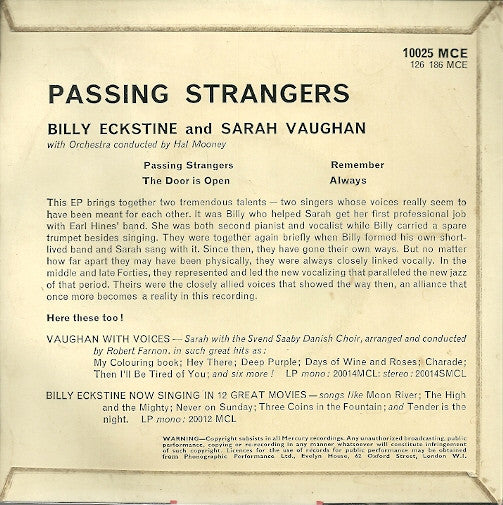 10025 MCE
126 186 MCE
PASSING STRANGERS
BILLY ECKSTINE and SARAH VAUGHAN
with Orchestra conducted by Hal Mooney
Passing Strangers Remember
The Door is Open Always
This EP brings together two tremendous talents — two singers whose voices really seem to
have been meant for each other. It was Billy who helped Sarah get her first professional job
with Earl Hines' band. She was both second pianist and vocalist while Billy carried a spare
trumpet besides singing. They were together again briefly when Billy formed his own short-
lived band and Sarah sang with it. Since then, they have gone their own ways. But no matter
how far apart they may have been physically, they were always closely linked vocally. In the
middle and late Forties, they represented and led the new vocalizing that paralleled the new jazz
of that period. Theirs were the closely allied voices that showed the way then, an alliance that
once more becomes a reality in this recording.
Here these too!
VAUGHAN WITH VOICES — Sarah with the Svend Saaby Danish Choir, arranged and conducted
by Robert Farnon. in such great hits as:
My Colouring book; Hey There; Deep Purple; Days of Wine and Roses; Charade;
Then I'll Be Tired of You; and six more! LP mono: 20014MCL: stereo: 20014SMCL
BILLY ECKSTINE NOW SINGING IN 12 GREAT MOVIES — songs like Moon River; The High
and the Mighty; Never on Sunday; Three Coins in the Fountain; and Tender is the
night. LP mono: 20012 MCL
WARNING—Copyright subsists in all Mercury recordings. Any unauthorized broadcasting, public
performance, copying or re-recording in any manner whatsoever will constitute infringement
of such copyright. Licences for the use of records for public performance may be obtained
from Phonographic Performance Ltd., Evelyn House, 62 Oxford Street, London W.I.